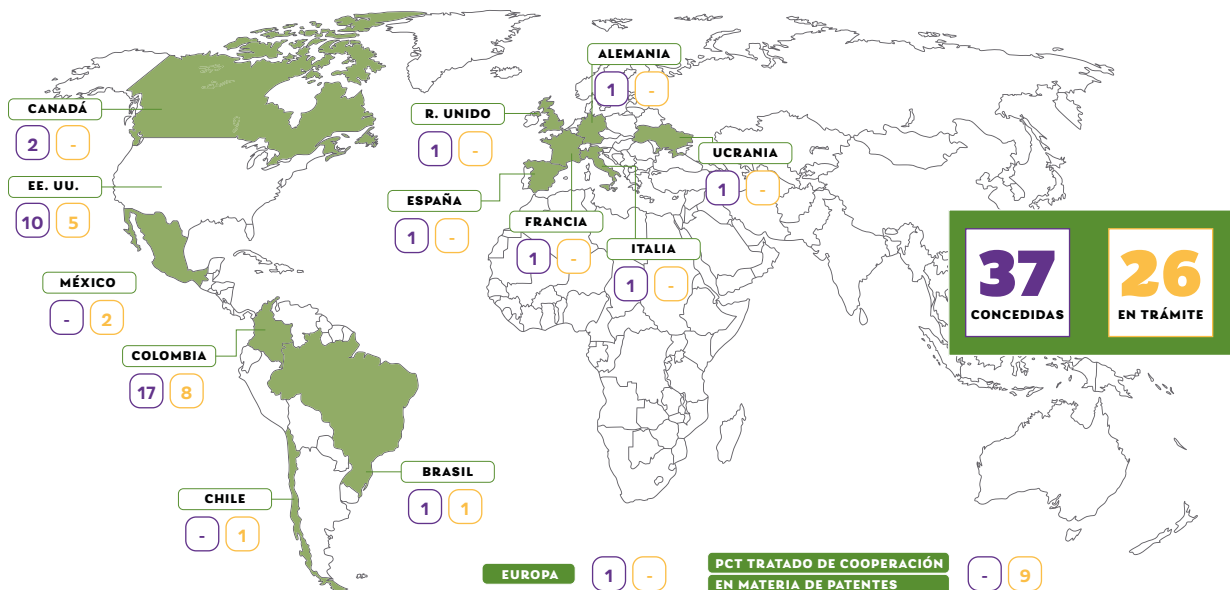 ALEMANIA
1 -
CANADÁ
2 -
R. UNIDO
1 -
UCRANIA
1 -
EE. UU.
10 5
ESPAÑA
1 -
FRANCIA
1 -
ITALIA
1 -
37
CONCEDIDAS
26
EN TRÁMITE
MÉXICO
- 2
COLOMBIA
17 8
BRASIL
1 1
CHILE
- 1
EUROPA
1 -
PCT TRATADO DE COOPERACIÓN
EN MATERIA DE PATENTES
- 9